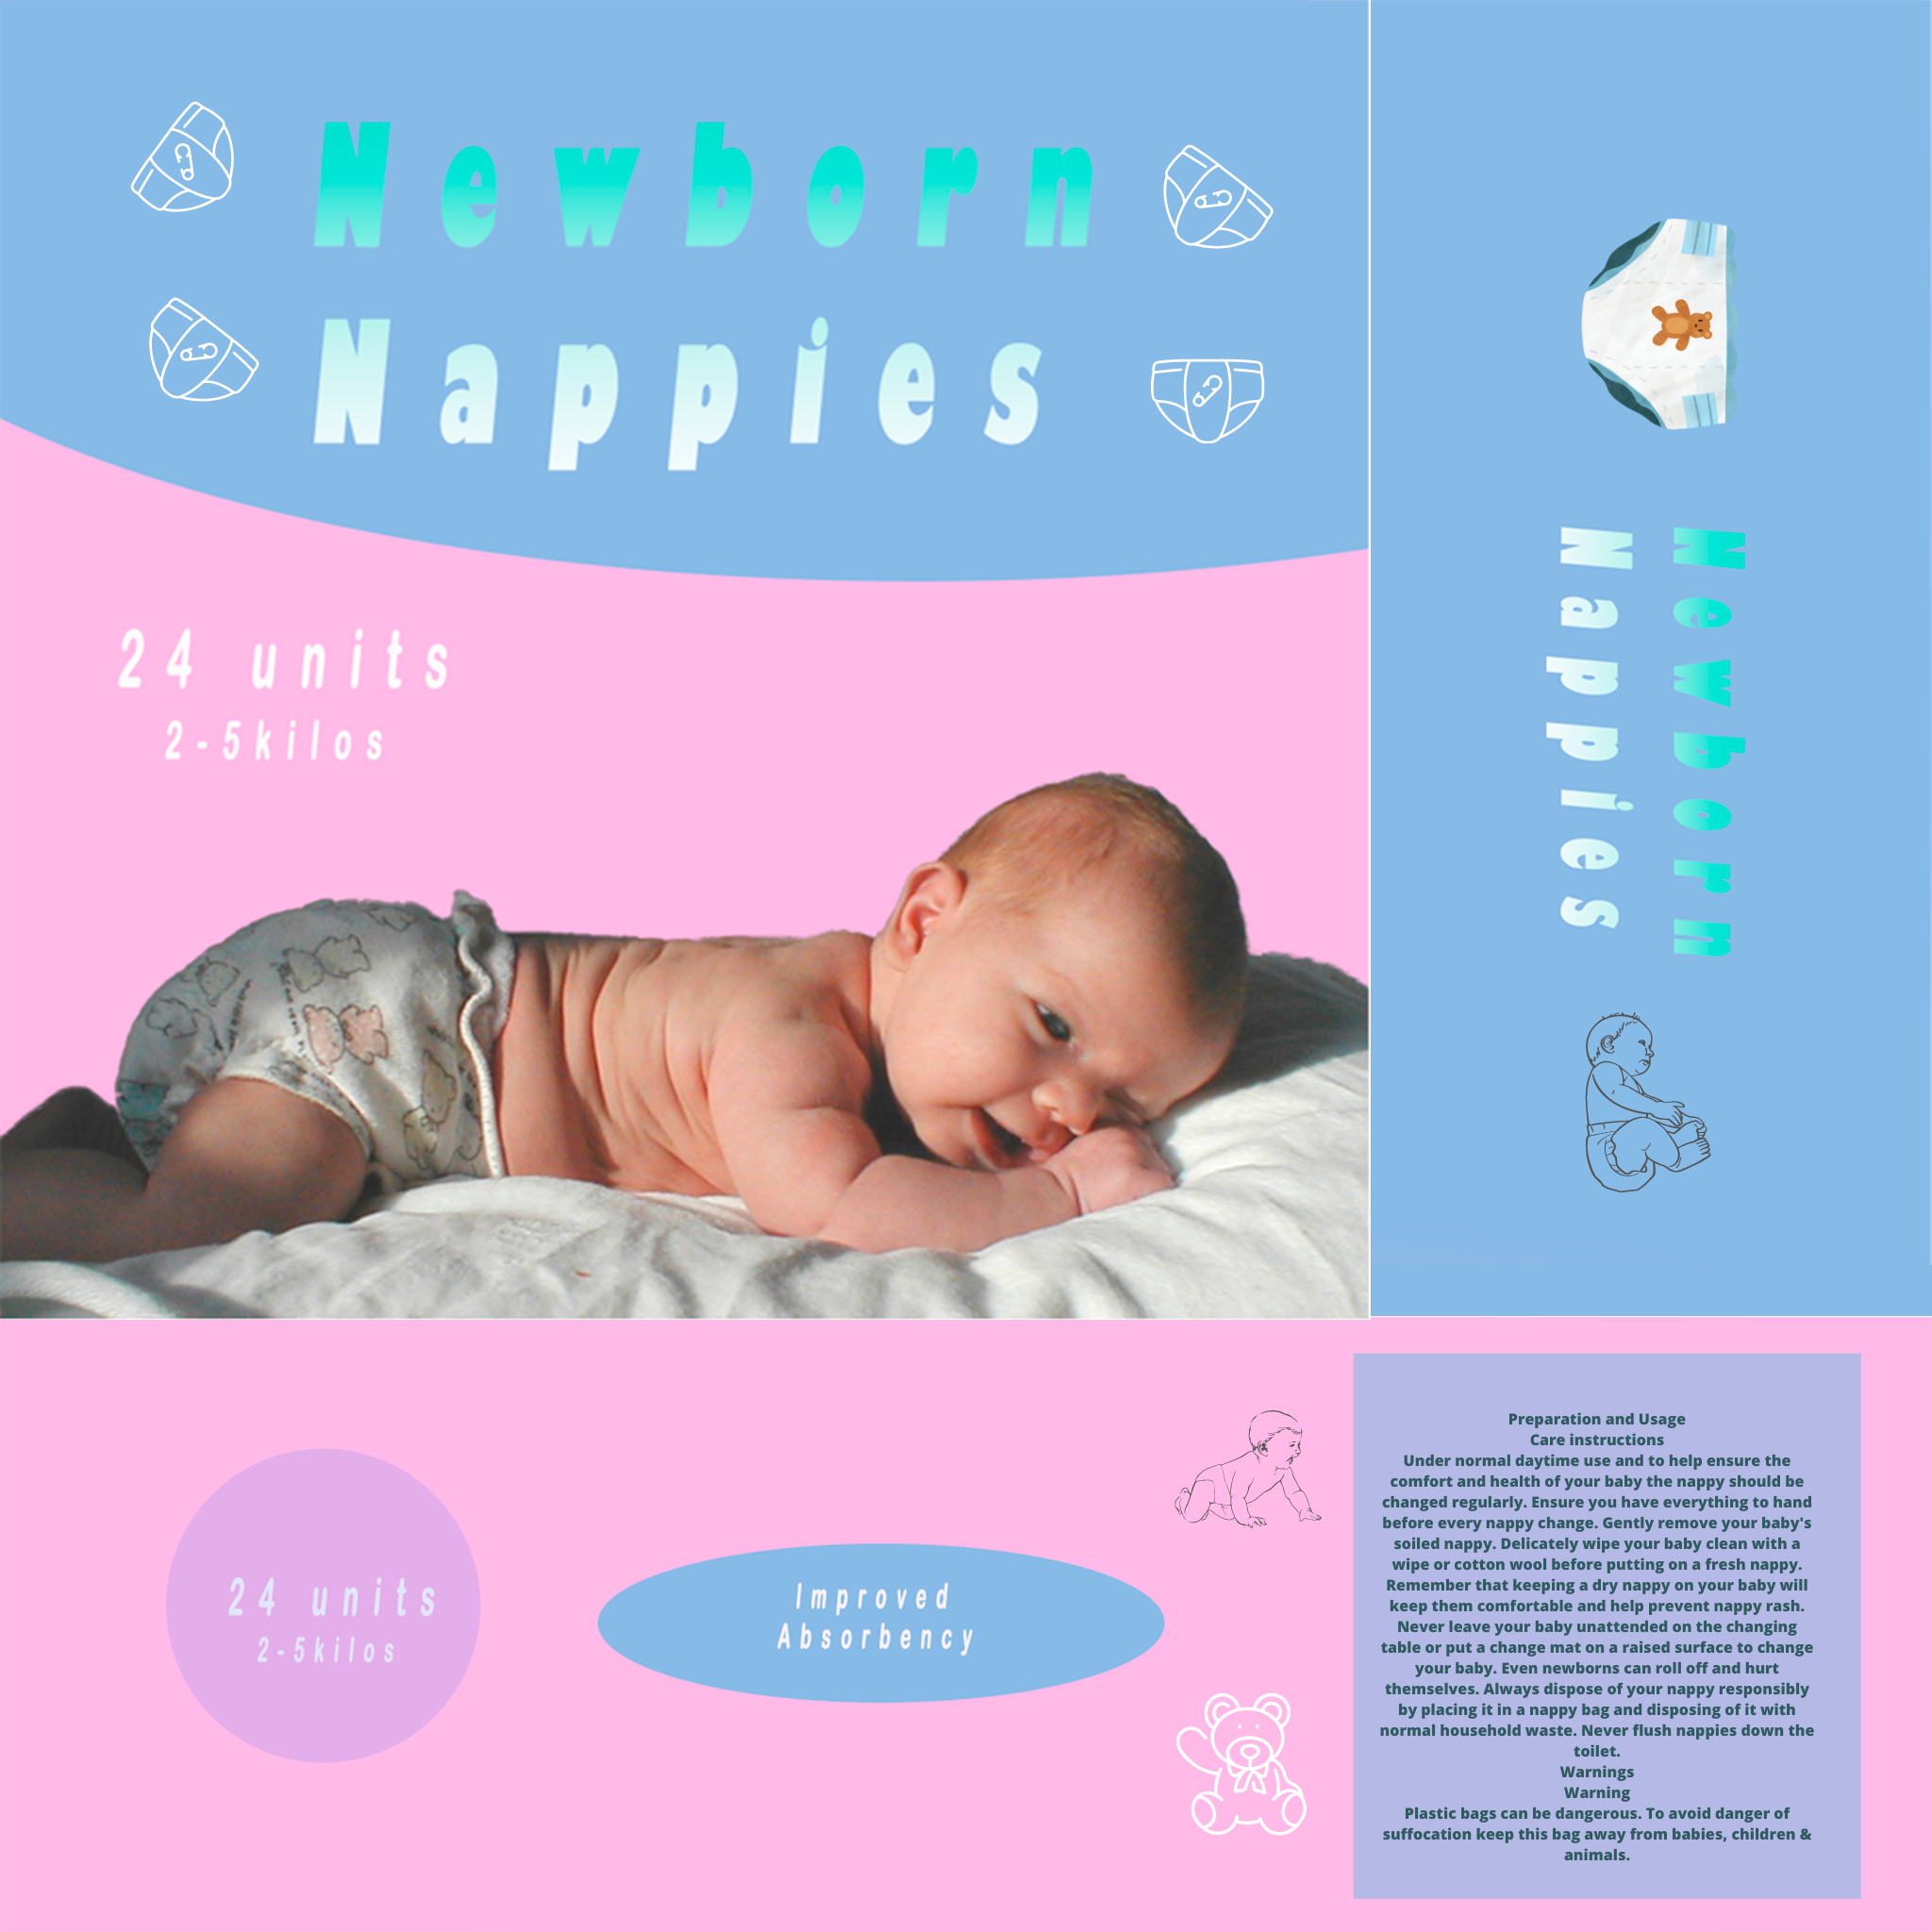 Newborn
Nappies
24 units
2-5kilos
Newborn
Nappies
24 units
2-5kilos
Improved
Absorbency
Preparation and Usage
Care instructions
Under normal daytime use and to help ensure the
comfort and health of your baby the nappy should be
changed regularly. Ensure you have everything to hand
before every nappy change. Gently remove your baby's
soiled nappy. Delicately wipe your baby clean with a
wipe or cotton wool before putting on a fresh nappy.
Remember that keeping a dry nappy on your baby will
keep them comfortable and help prevent nappy rash.
Never leave your baby unattended on the changing
table or put a change mat on a raised surface to change
your baby. Even newborns can roll off and hurt
themselves. Always dispose of your nappy responsibly
by placing it in a nappy bag and disposing of it with
normal household waste. Never flush nappies down the
toilet.
Warnings
Warning
Plastic bags can be dangerous. To avoid danger of
suffocation keep this bag away from babies, children &
animals.